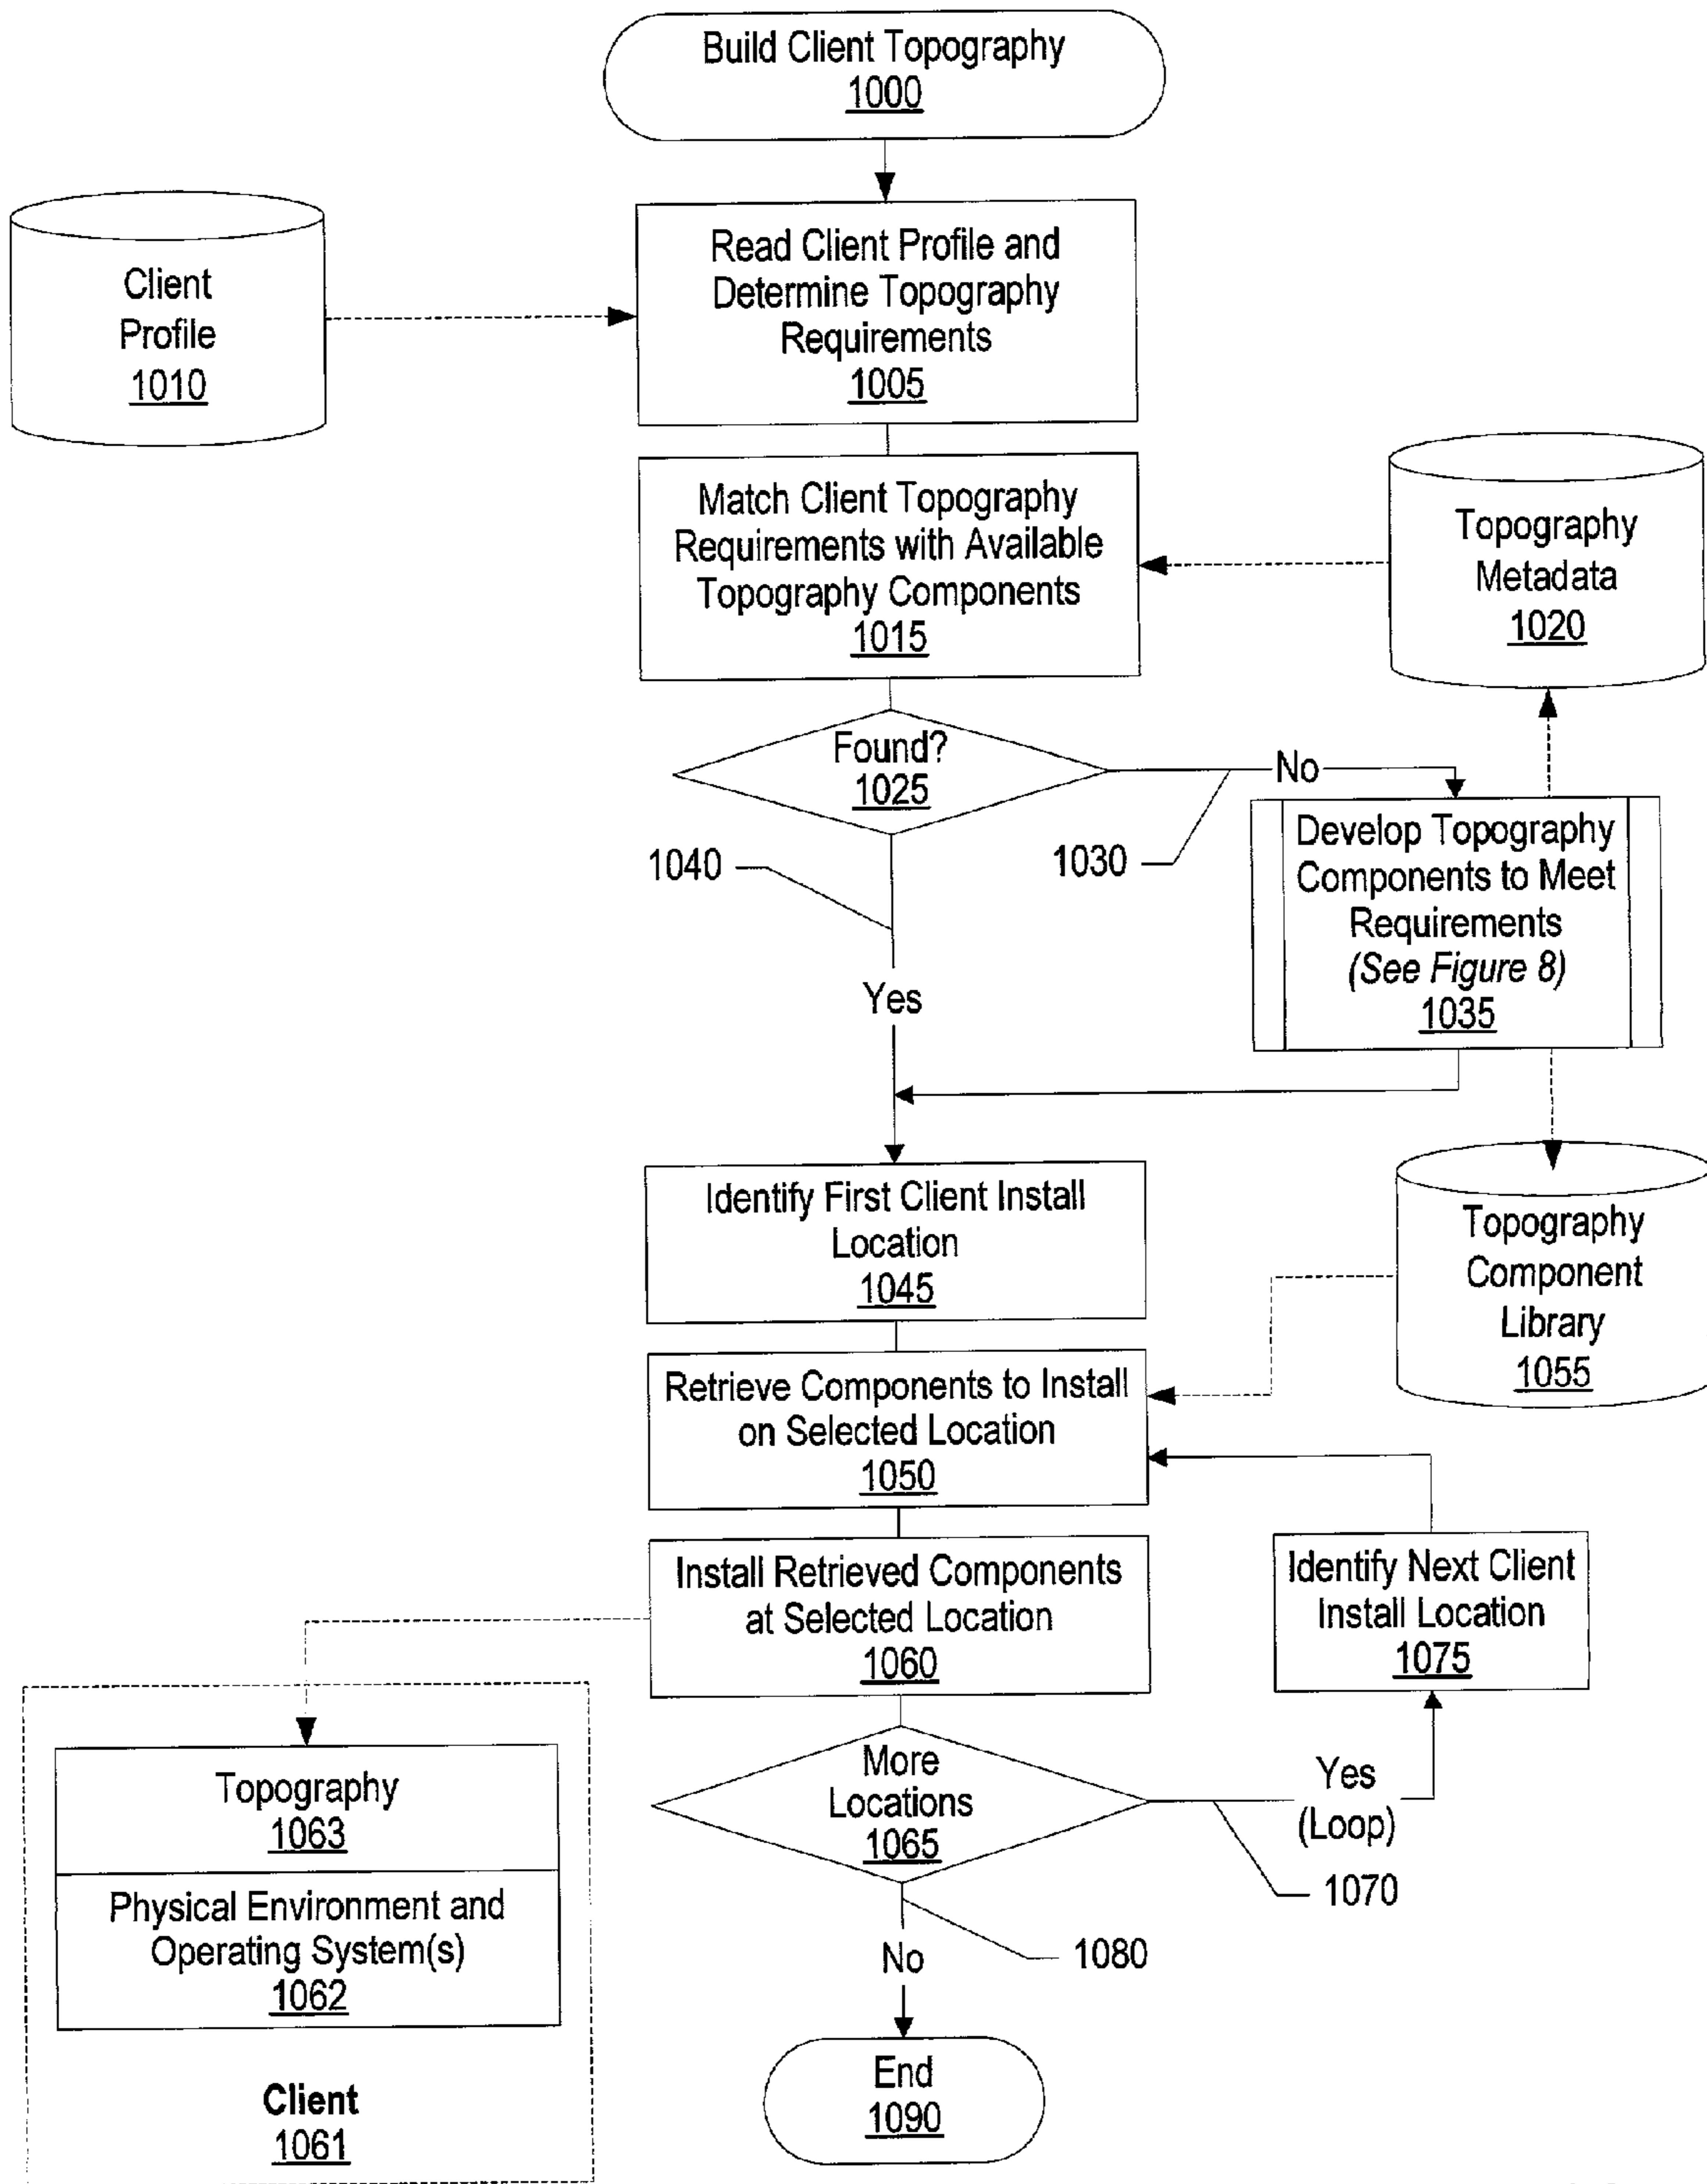 Build Client Topography
1000
Client
Profile
1010
Read Client Profile and
Determine Topography
Requirements
1005
Match Client Topography
Requirements with Available
Topography Components
1015
Topography
Metadata
1020
Found?
1025
No
1030
1040
Yes
Develop Topography
Components to Meet
Requirements
(See Figure 8)
1035
Identify First Client Install
Location
1045
Topography
Component
Library
1055
Retrieve Components to Install
on Selected Location
1050
Install Retrieved Components
at Selected Location
1060
Identify Next Client
Install Location
1075
More
Locations
1065
Yes
(Loop)
1070
Topography
1063
Physical Environment and
Operating System(s)
1062
Client
1061
No
1080
End
1090